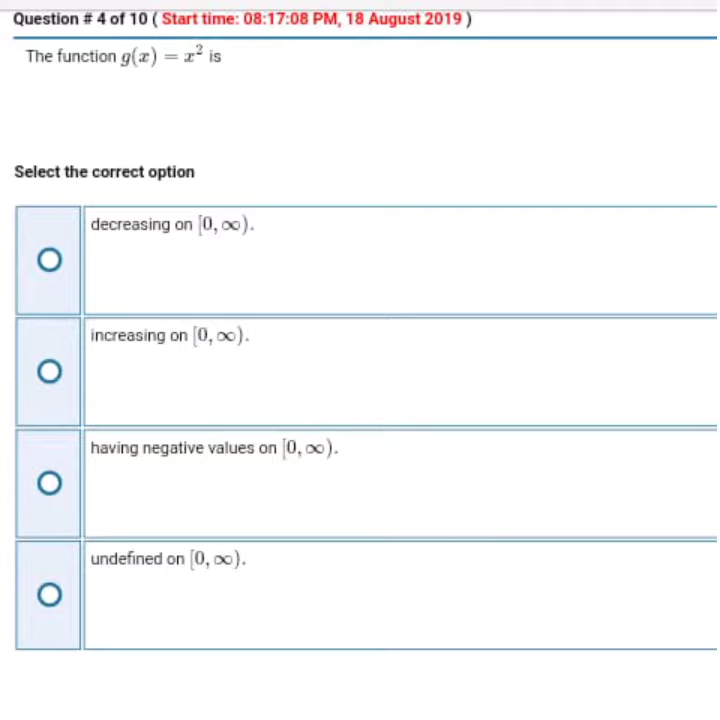 Question # 4 of 10 ( Start time: 08:17:08 PM, 18 August 2019 )
The function g(x) = x² is
Select the correct option
decreasing on [0, ∞).
increasing on [0, ∞).
having negative values on [0, ∞).
undefined on [0, ∞).